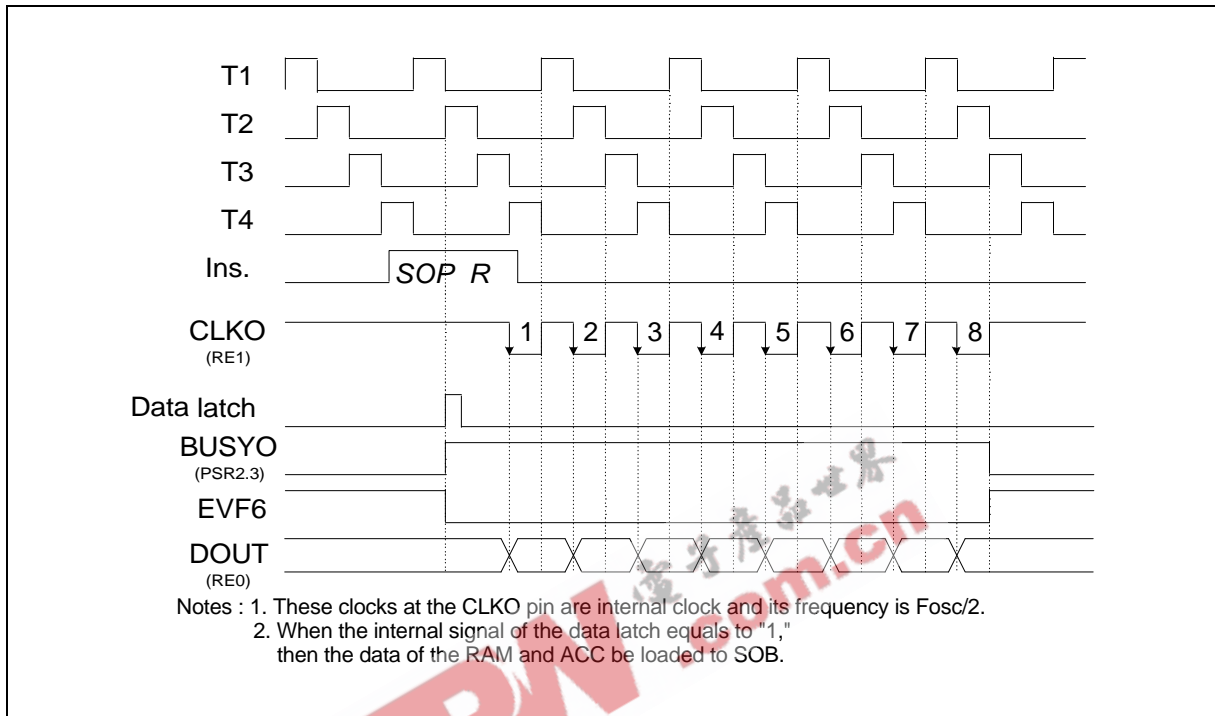 T1
T2
T3
T4
Ins.
SOP R
CLKO
(RE1)
1 2 3 4 5 6 7 8
Data latch
BUSYO
(PSR2.3)
EVF6
DOUT
(RE0)
Notes : 1. These clocks at the CLKO pin are internal clock and its frequency is Fosc/2.
2. When the internal signal of the data latch equals to "1,"
then the data of the RAM and ACC be loaded to SOB.
.com.cn